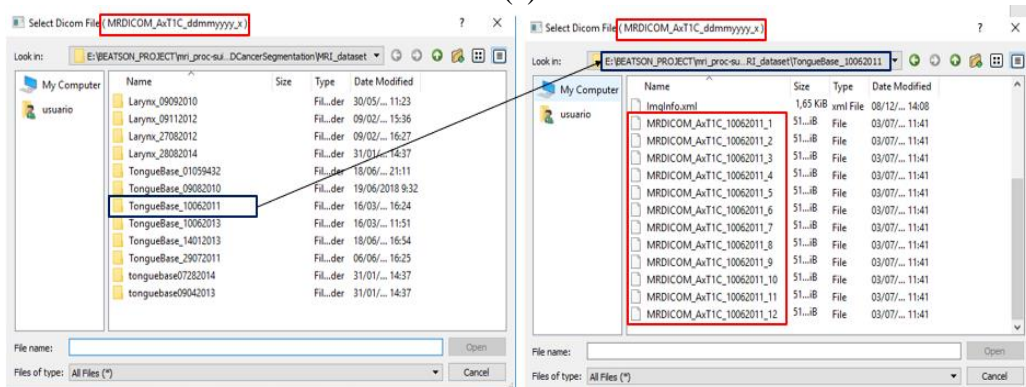 Select Dicom File ( MRDICOM_AxT1C_ddmmyyyy_x )
Look in: E:\BEATSON_PROJECT\mri_proc-sui...DCancerSegmentation\MRI_dataset
My Computer
usuario
Name Size Type Date Modified
Larynx_09092010 Fil...der 30/05/... 11:23
Larynx_09112012 Fil...der 09/02/... 15:36
Larynx_27082012 Fil...der 09/02/... 16:27
Larynx_28082014 Fil...der 31/01/... 14:37
TongueBase_01059432 Fil...der 18/06/... 21:11
TongueBase_09082010 Fil...der 19/06/2018 9:32
TongueBase_10062011 Fil...der 16/03/... 16:24
TongueBase_10062013 Fil...der 16/03/... 11:51
TongueBase_14012013 Fil...der 18/06/... 16:54
TongueBase_29072011 Fil...der 06/06/... 16:25
tonguebase07282014 Fil...der 31/01/... 14:37
tonguebase09042013 Fil...der 31/01/... 14:37
File name: Open
Files of type: All Files (*) Cancel
Select Dicom File ( MRDICOM_AxT1C_ddmmyyyy_x )
Look in: E:\BEATSON_PROJECT\mri_proc-su...RI_dataset\TongueBase_10062011
My Computer
usuario
Name Size Type Date Modified
ImgInfo.xml 1,65 KiB xml File 08/12/... 14:08
MRDICOM_AxT1C_10062011_1 51...iB File 03/07/... 11:41
MRDICOM_AxT1C_10062011_2 51...iB File 03/07/... 11:41
MRDICOM_AxT1C_10062011_3 51...iB File 03/07/... 11:41
MRDICOM_AxT1C_10062011_4 51...iB File 03/07/... 11:41
MRDICOM_AxT1C_10062011_5 51...iB File 03/07/... 11:41
MRDICOM_AxT1C_10062011_6 51...iB File 03/07/... 11:41
MRDICOM_AxT1C_10062011_7 51...iB File 03/07/... 11:41
MRDICOM_AxT1C_10062011_8 51...iB File 03/07/... 11:41
MRDICOM_AxT1C_10062011_9 51...iB File 03/07/... 11:41
MRDICOM_AxT1C_10062011_10 51...iB File 03/07/... 11:41
MRDICOM_AxT1C_10062011_11 51...iB File 03/07/... 11:41
MRDICOM_AxT1C_10062011_12 51...iB File 03/07/... 11:41
File name: Open
Files of type: All Files (*) Cancel